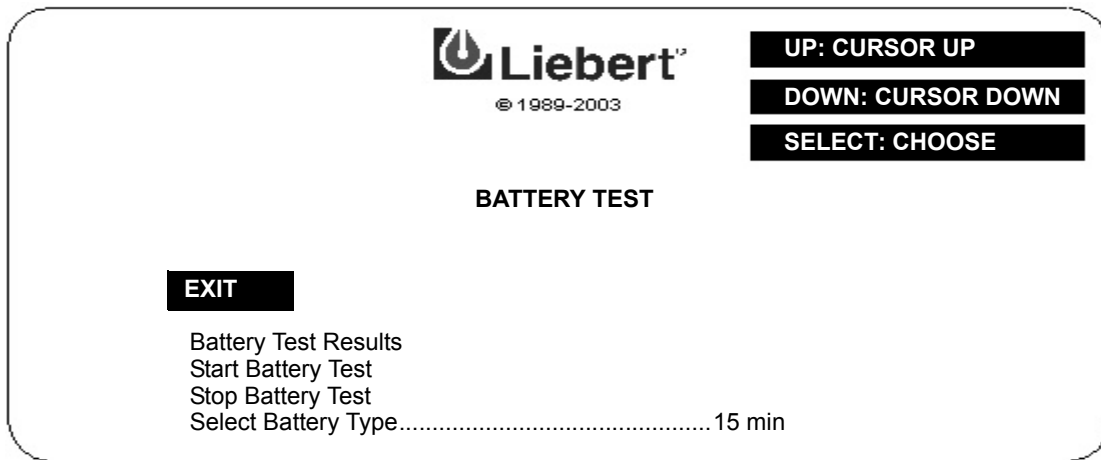 Liebert
© 1989-2003
UP: CURSOR UP
DOWN: CURSOR DOWN
SELECT: CHOOSE
BATTERY TEST
EXIT
Battery Test Results
Start Battery Test
Stop Battery Test
Select Battery Type...............................................15 min